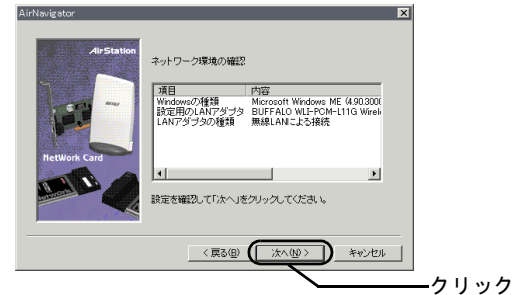 AirNavigator
AirStation
NetWork Card
ネットワーク環境の確認
項目 内容
Windowsの種類 Microsoft Windows ME (4.90.3000
設定用のLANアダプタ BUFFALO WLI-PCM-L11G Wirele
LANアダプタの種類 無線LANによる接続
設定を確認して「次へ」をクリックしてください。
< 戻る(B) 次へ(N) > キャンセル
クリック